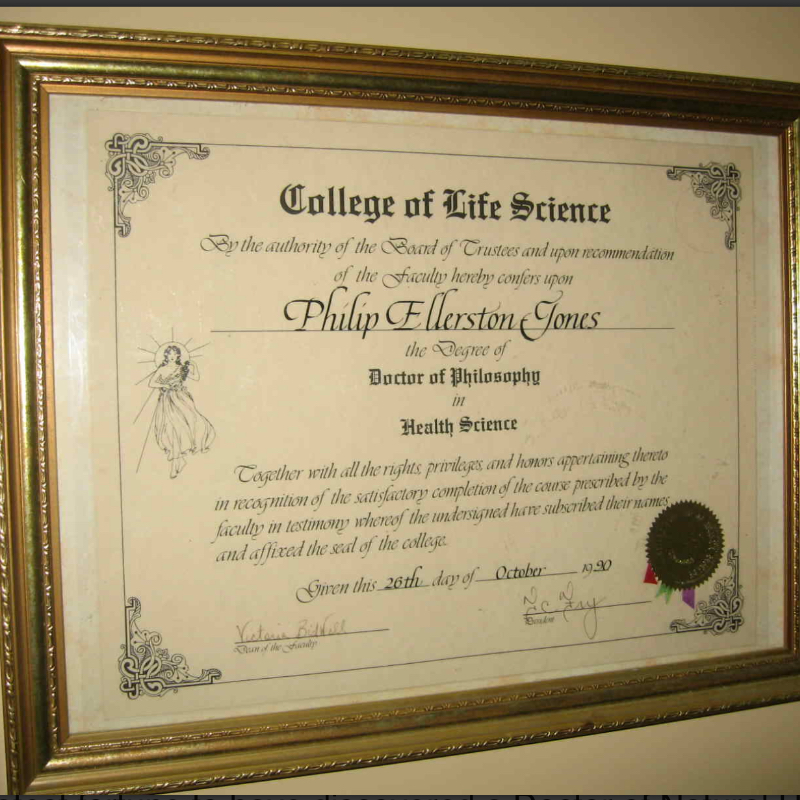 College of Life Science
By the authority of the Board of Trustees and upon recommendation
of the Faculty hereby confers upon
Philip Ellerston Jones
the Degree of
Doctor of Philosophy
in
Health Science
Together with all the rights, privileges, and honors appertaining thereto
in recognition of the satisfactory completion of the course prescribed by the
faculty in testimony whereof the undersigned have subscribed their names
and affixed the seal of the college.
Given this 26th day of October 1990
Victoria Bidwell
Dean of the Faculty
Fry